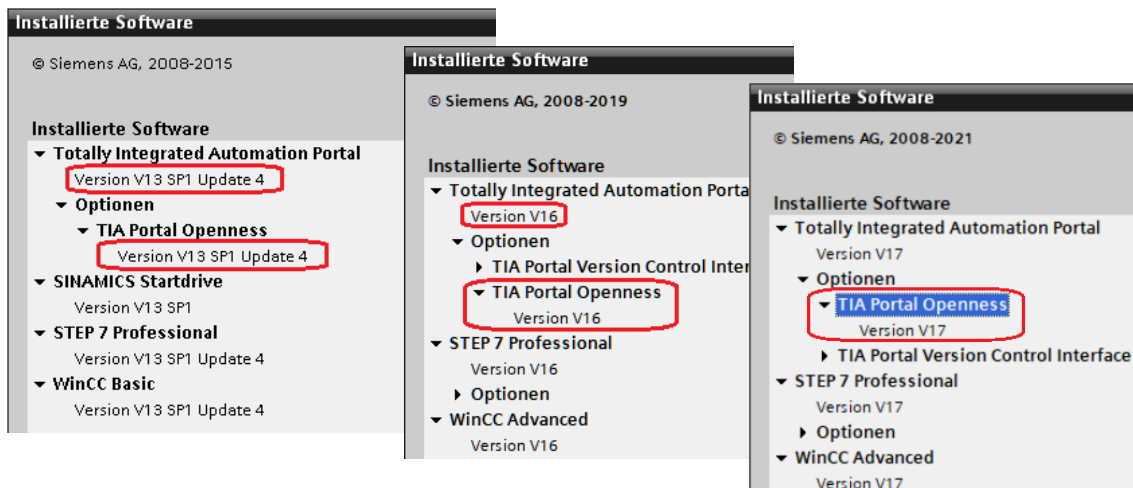 Installierte Software
© Siemens AG, 2008-2015
Installierte Software
Totally Integrated Automation Portal
Version V13 SP1 Update 4
Optionen
TIA Portal Openness
Version V13 SP1 Update 4
SINAMICS Startdrive
Version V13 SP1
STEP 7 Professional
Version V13 SP1 Update 4
WinCC Basic
Version V13 SP1 Update 4
Installierte Software
© Siemens AG, 2008-2019
Installierte Software
Totally Integrated Automation Porta
Version V16
Optionen
TIA Portal Version Control Inter
TIA Portal Openness
Version V16
STEP 7 Professional
Version V16
Optionen
WinCC Advanced
Version V16
Installierte Software
© Siemens AG, 2008-2021
Installierte Software
Totally Integrated Automation Portal
Version V17
Optionen
TIA Portal Openness
Version V17
TIA Portal Version Control Interface
STEP 7 Professional
Version V17
Optionen
WinCC Advanced
Version V17